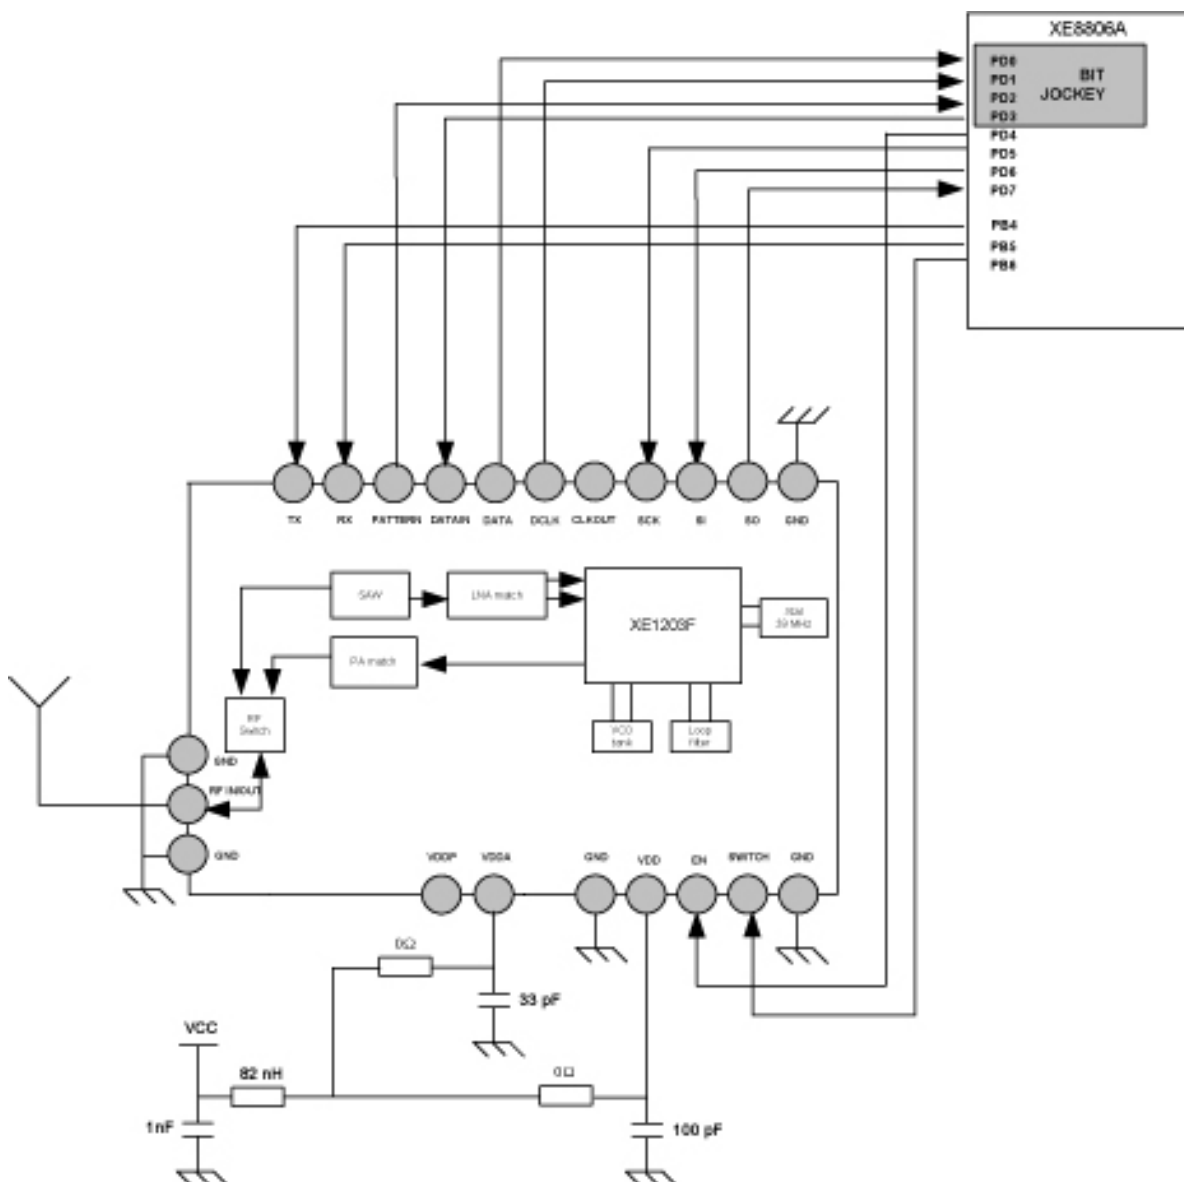 XE8806A
PD0
PD1
BIT
PD2
JOCKEY
PD3
PD4
PD5
PD6
PD7
PB4
PB5
PB6
TX RX PATTERN DATAIN DATA DCLK CLKOUT SCK SI SO GND
SAW
LNA match
XE1203F
Xtal
39 MHz
PA match
RF
Switch
VCO
tank
Loop
filter
GND
RF IN/OUT
GND
VDDP VDDA GND VDD EN SWITCH GND
0Ω
33 pF
VCC
82 nH
0Ω
1nF
100 pF